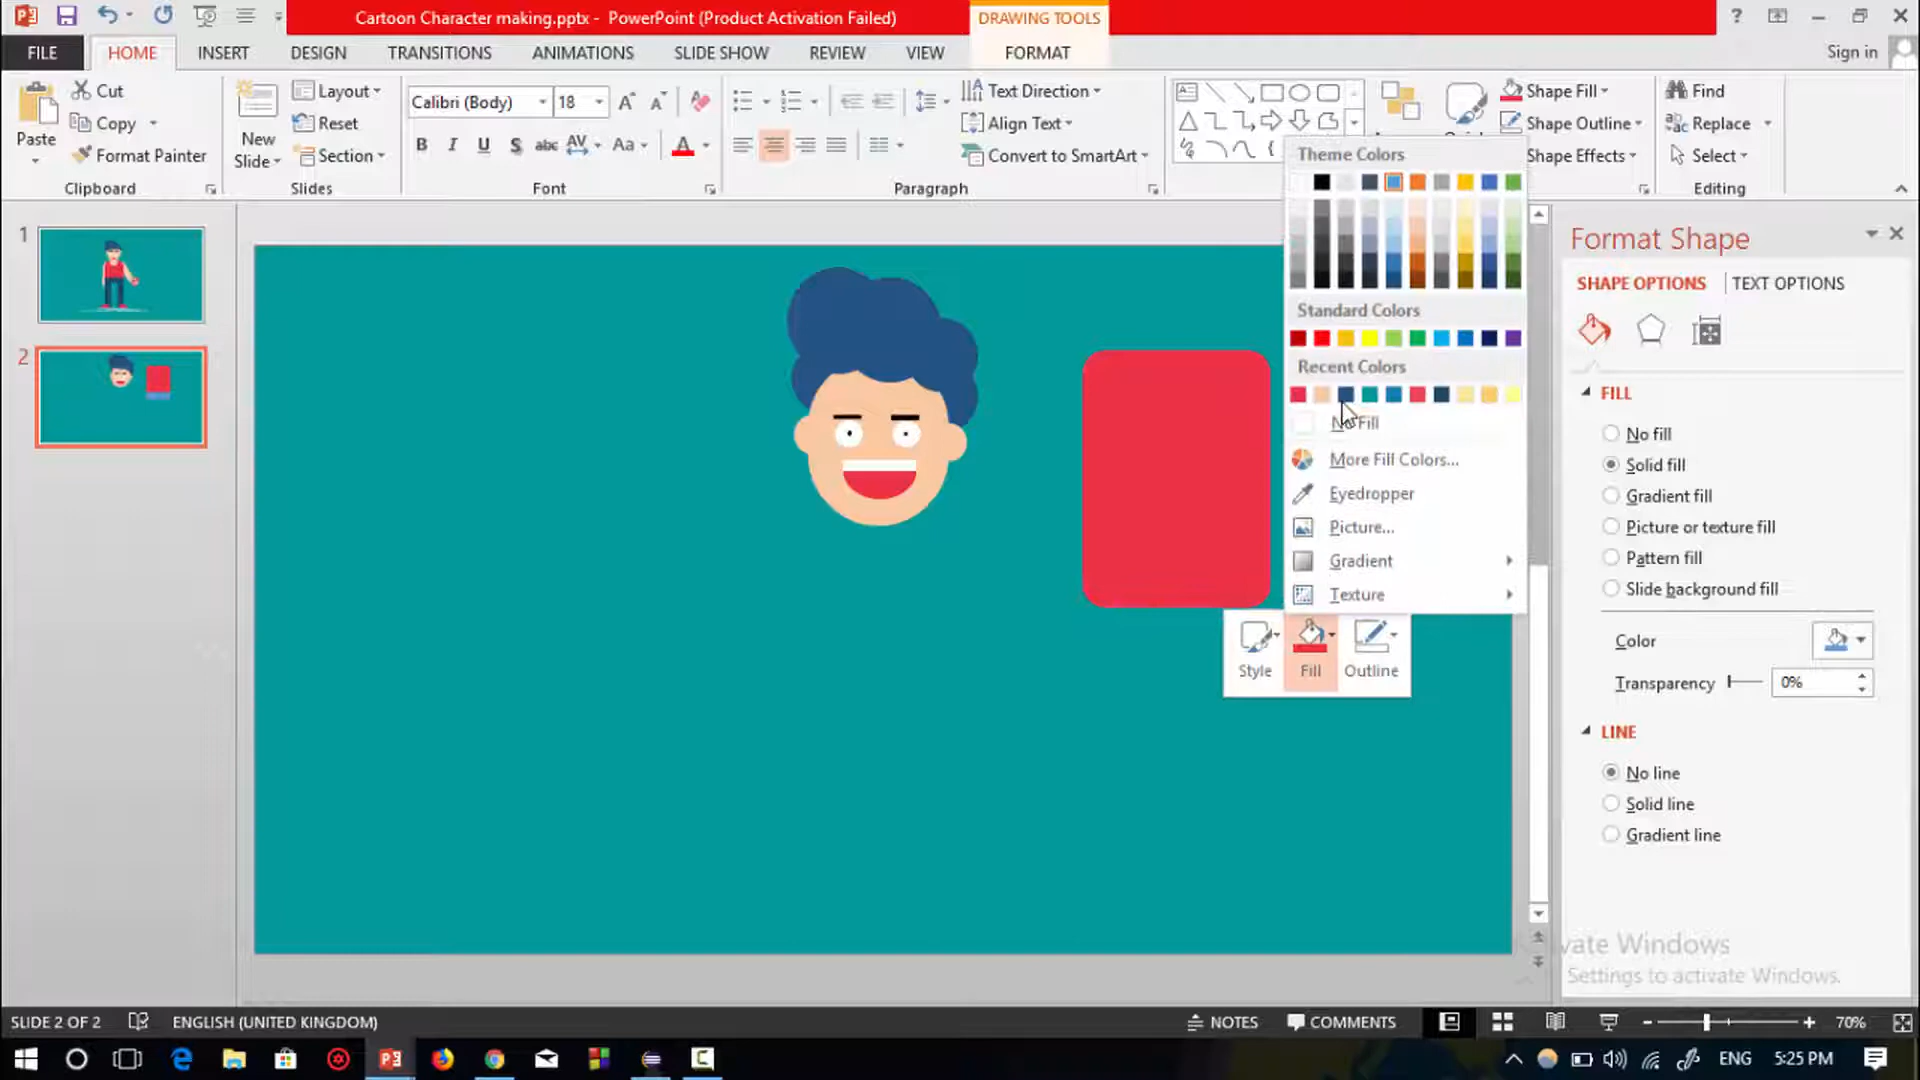 Cartoon Character making.pptx - PowerPoint (Product Activation Failed)
DRAWING TOOLS
?
FILE
HOME
INSERT
DESIGN
TRANSITIONS
ANIMATIONS
SLIDE SHOW
REVIEW
VIEW
FORMAT
Sign in
Paste
Cut
Copy
Format Painter
Clipboard
New
Slide
Layout
Reset
Section
Slides
Calibri (Body)
18
B I U S abc AV Aa A
Font
Text Direction
Align Text
Convert to SmartArt
Paragraph
Shape Fill
Shape Outline
Shape Effects
Find
Replace
Select
Editing
Theme Colors
Standard Colors
Recent Colors
No Fill
More Fill Colors...
Eyedropper
Picture...
Gradient
Texture
Style
Fill
Outline
1
2
Format Shape
SHAPE OPTIONS
TEXT OPTIONS
FILL
No fill
Solid fill
Gradient fill
Picture or texture fill
Pattern fill
Slide background fill
Color
Transparency
0%
LINE
No line
Solid line
Gradient line
vate Windows
Settings to activate Windows.
SLIDE 2 OF 2
ENGLISH (UNITED KINGDOM)
NOTES
COMMENTS
70%
ENG
5:25 PM